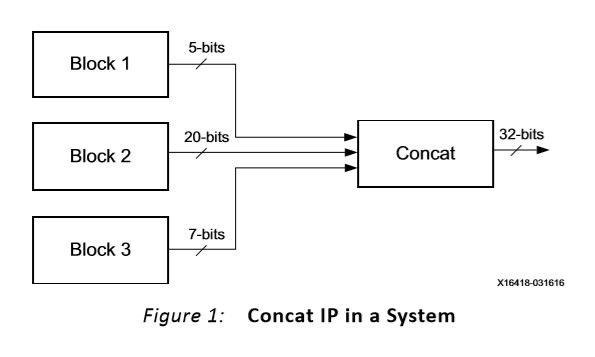 5-bits
Block 1
20-bits
32-bits
Block 2
Concat
7-bits
Block 3
X16418-031616
Figure 1: Concat IP in a System